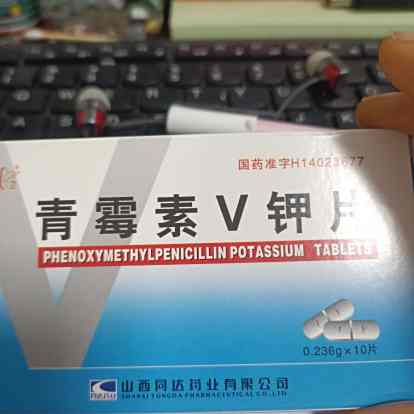 国药准字H14023677
青霉素V钾片
PHENOXYMETHYLPENICILLIN POTASSIUM TABLETS
0.236g×10片
山西同达药业有限公司
SHANXI TONGDA PHARMACEUTICAL CO.,LTD